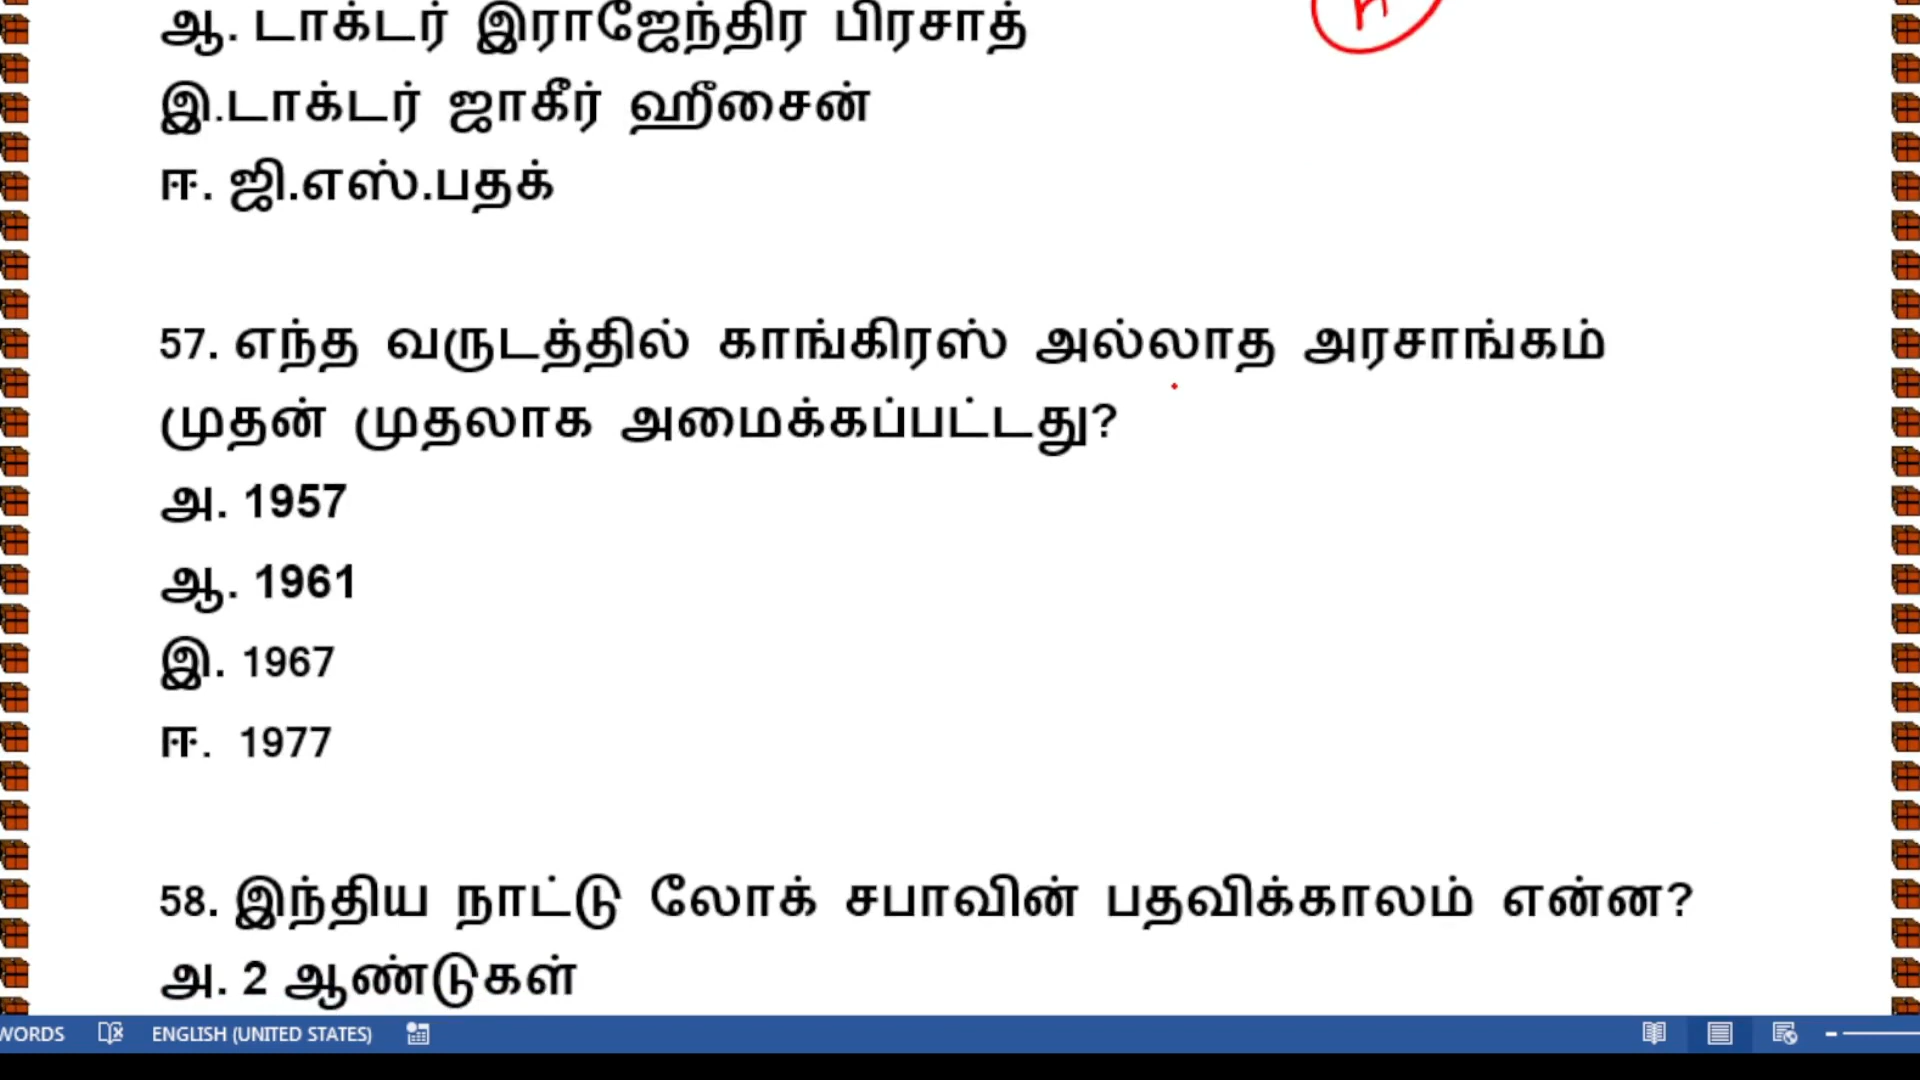 ஆ. டாக்டர் இராஜேந்திர பிரசாத்
இ.டாக்டர் ஜாகீர் ஹீசைன்
ஈ. ஜி.எஸ்.பதக்
57. எந்த வருடத்தில் காங்கிரஸ் அல்லாத அரசாங்கம்
முதன் முதலாக அமைக்கப்பட்டது?
அ. 1957
ஆ. 1961
இ. 1967
ஈ. 1977
58. இந்திய நாட்டு லோக் சபாவின் பதவிக்காலம் என்ன?
அ. 2 ஆண்டுகள்
WORDS ENGLISH (UNITED STATES)